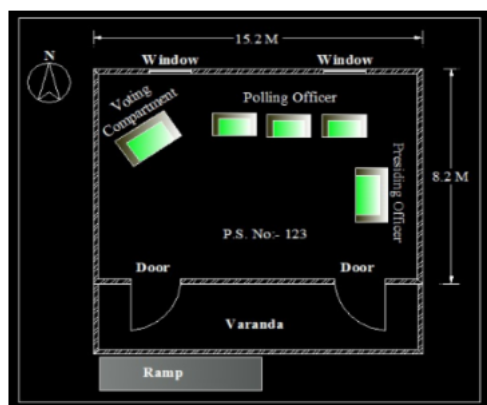 15.2 M
N
Window
Window
Voting
Compartment
Polling Officer
Presiding Officer
8.2 M
P.S. No:- 123
Door
Door
Varanda
Ramp